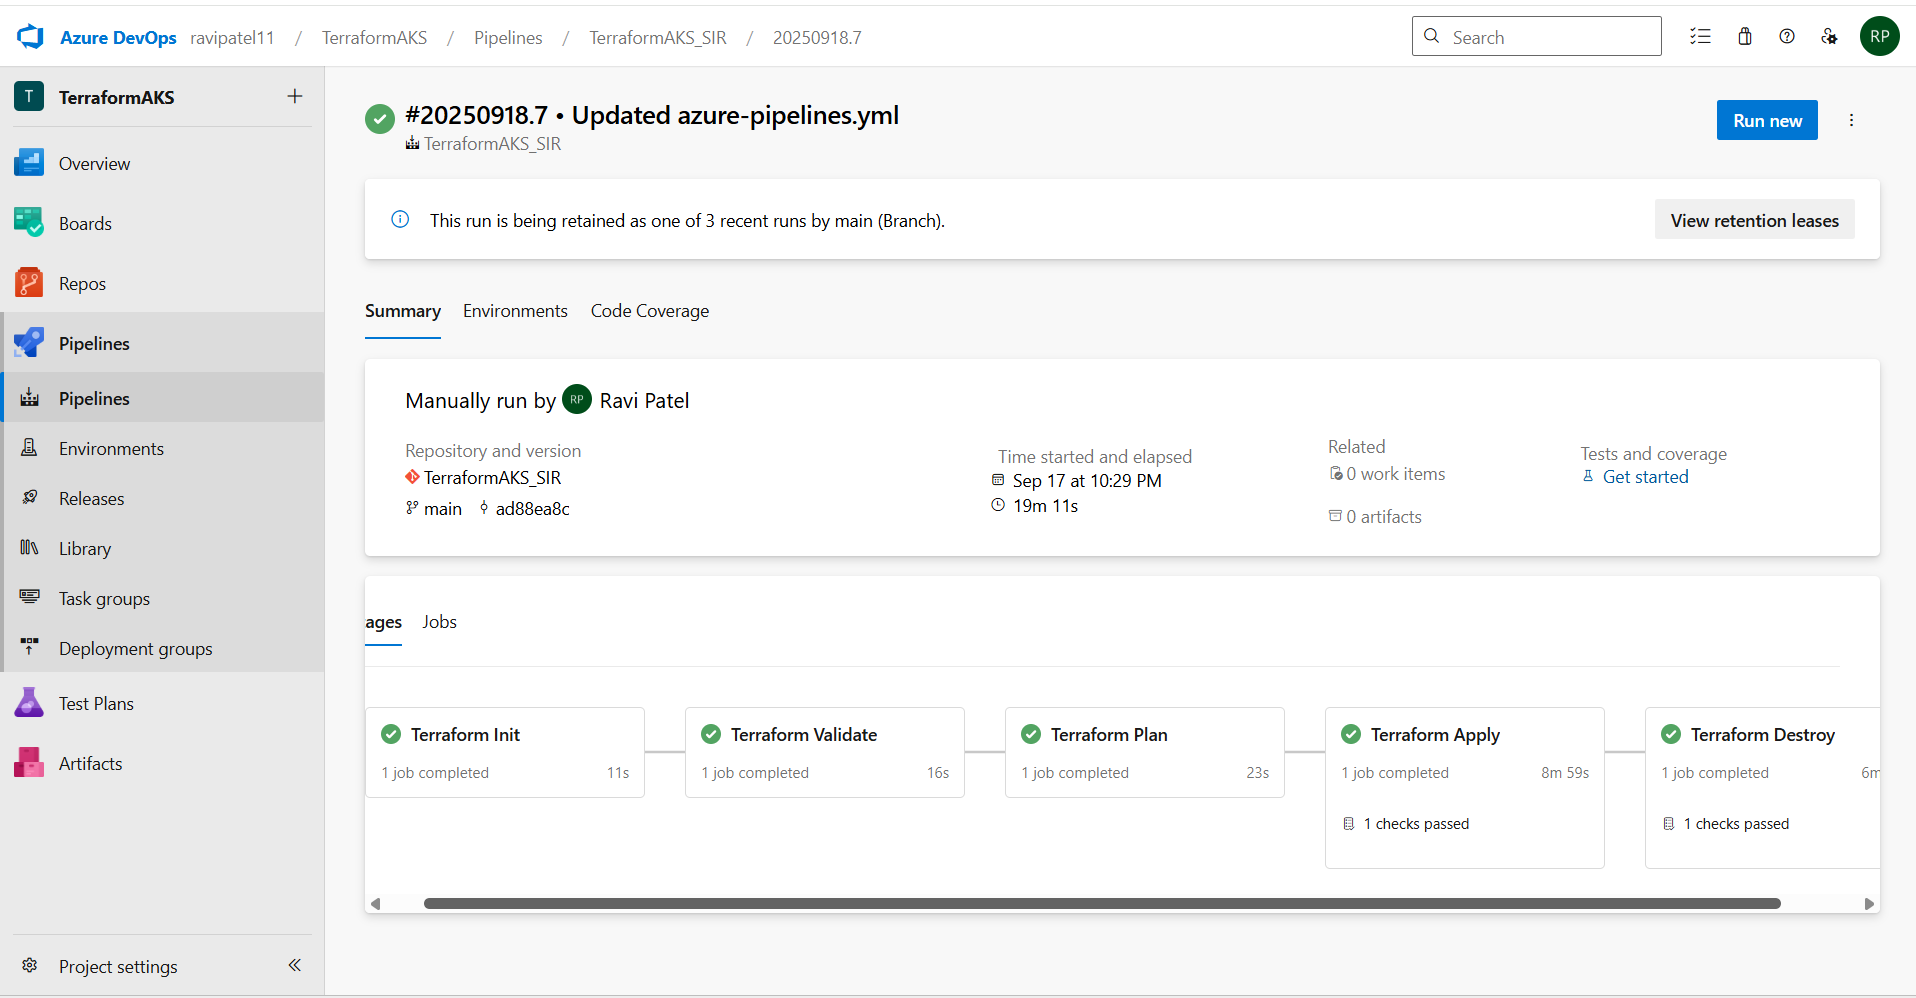 Azure DevOps ravipatel11 / TerraformAKS / Pipelines / TerraformAKS_SIR / 20250918.7
Search
RP
T TerraformAKS +
Overview
Boards
Repos
Pipelines
Pipelines
Environments
Releases
Library
Task groups
Deployment groups
Test Plans
Artifacts
Project settings
#20250918.7 • Updated azure-pipelines.yml
TerraformAKS_SIR
Run new
This run is being retained as one of 3 recent runs by main (Branch).
View retention leases
Summary Environments Code Coverage
Manually run by RP Ravi Patel
Repository and version
TerraformAKS_SIR
main ad88ea8c
Time started and elapsed
Sep 17 at 10:29 PM
19m 11s
Related
0 work items
0 artifacts
Tests and coverage
Get started
ages Jobs
Terraform Init
1 job completed 11s
Terraform Validate
1 job completed 16s
Terraform Plan
1 job completed 23s
Terraform Apply
1 job completed 8m 59s
1 checks passed
Terraform Destroy
1 job completed 6m
1 checks passed